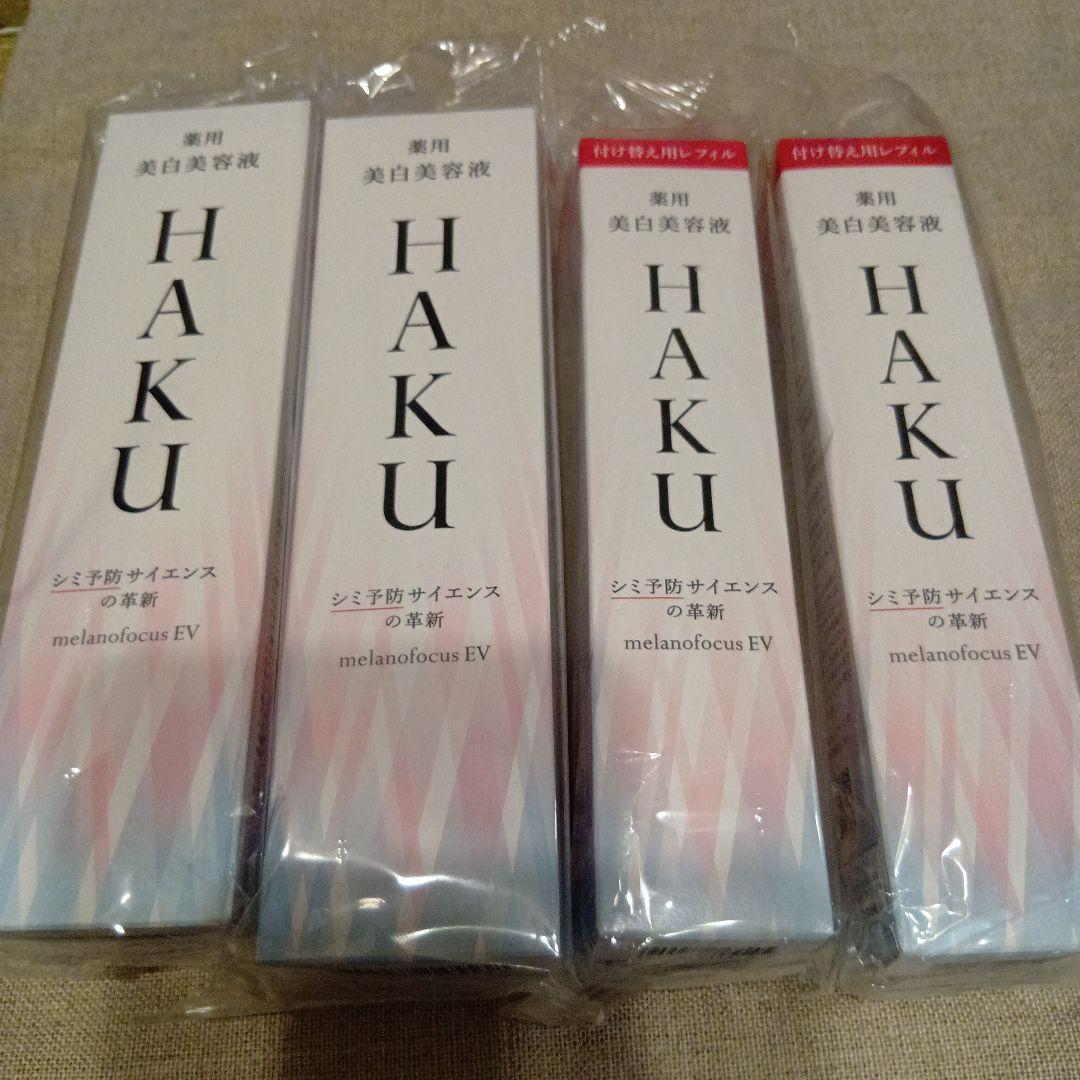 薬用
美白美容液
HAKU
シミ予防サイエンス
の革新
melanofocus EV
薬用
美白美容液
HAKU
シミ予防サイエンス
の革新
melanofocus EV
付け替え用レフィル
薬用
美白美容液
HAKU
シミ予防サイエンス
の革新
melanofocus EV
付け替え用レフィル
薬用
美白美容液
HAKU
シミ予防サイエンス
の革新
melanofocus EV